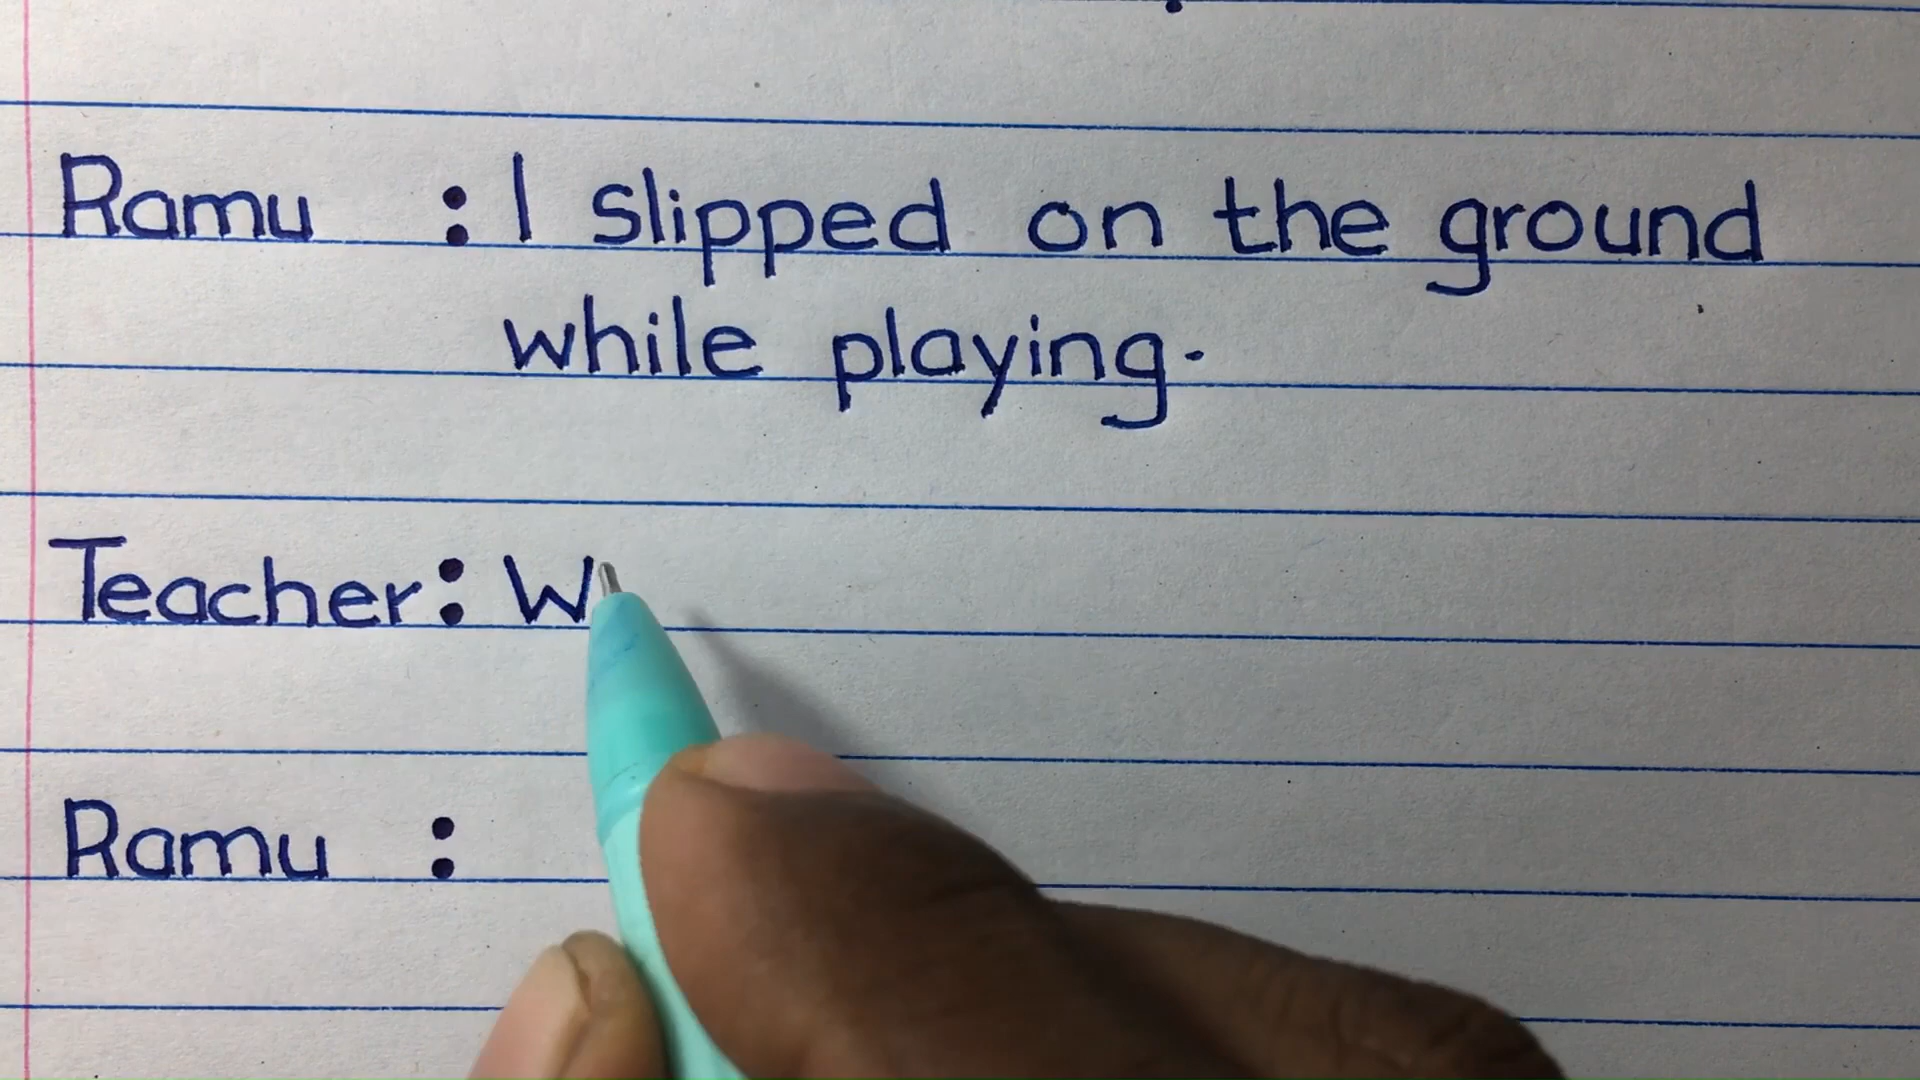 Ramu : I slipped on the ground
while playing.
Teacher: W
Ramu :